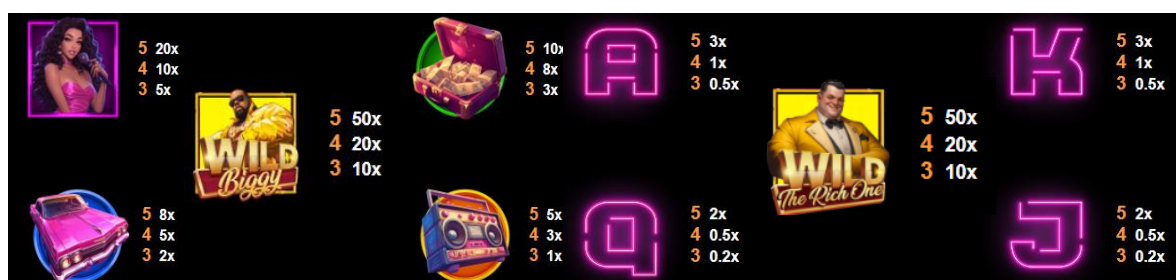 5 20x
4 10x
3 5x
WILD
Biggy
5 50x
4 20x
3 10x
5 10x
4 8x
3 3x
A
5 3x
4 1x
3 0.5x
WILD
The Rich One
5 50x
4 20x
3 10x
K
5 3x
4 1x
3 0.5x
5 8x
4 5x
3 2x
5 5x
4 3x
3 1x
Q
5 2x
4 0.5x
3 0.2x
J
5 2x
4 0.5x
3 0.2x